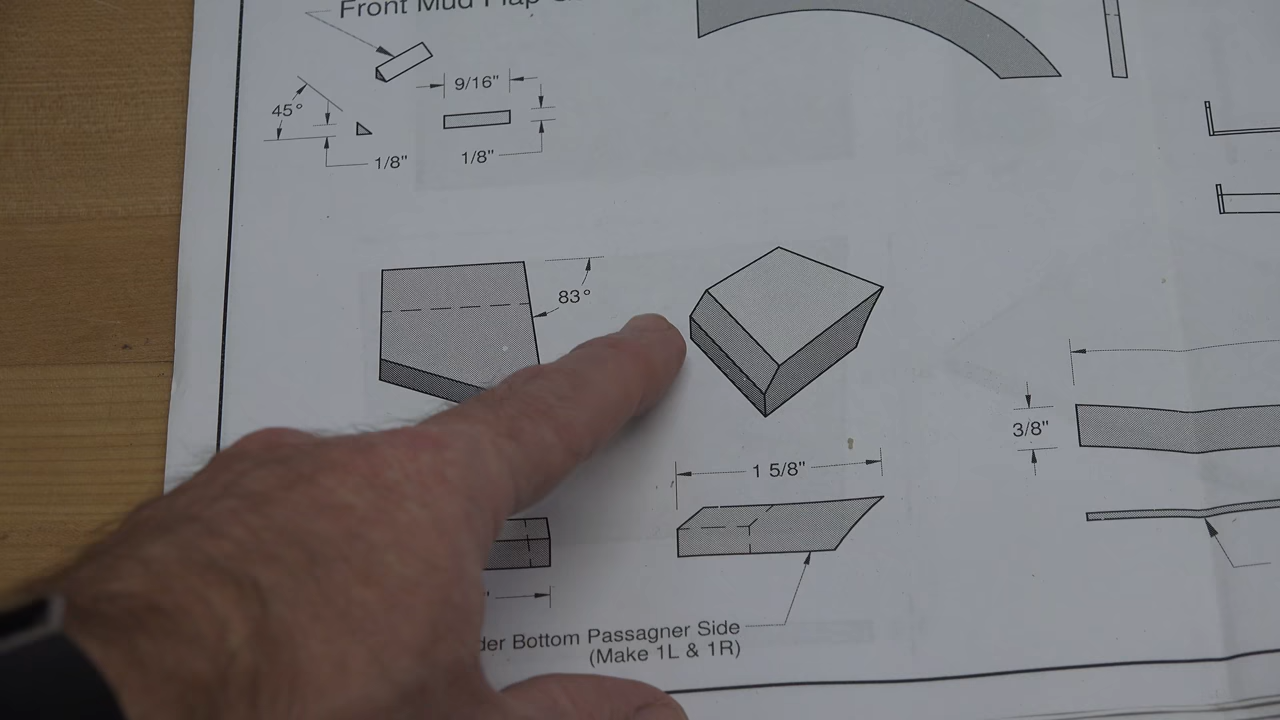 Front Mud Flap
9/16"
45°
1/8"
1/8"
83°
3/8"
1 5/8"
der Bottom Passagner Side
(Make 1L & 1R)